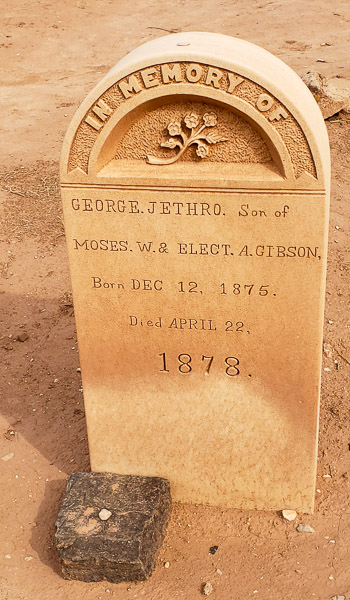 IN MEMORY OF
GEORGE. JETHRO. Son of
MOSES. W. & ELECT. A. GIBSON,
Born DEC 12, 1875.
Died APRIL 22,
1878.